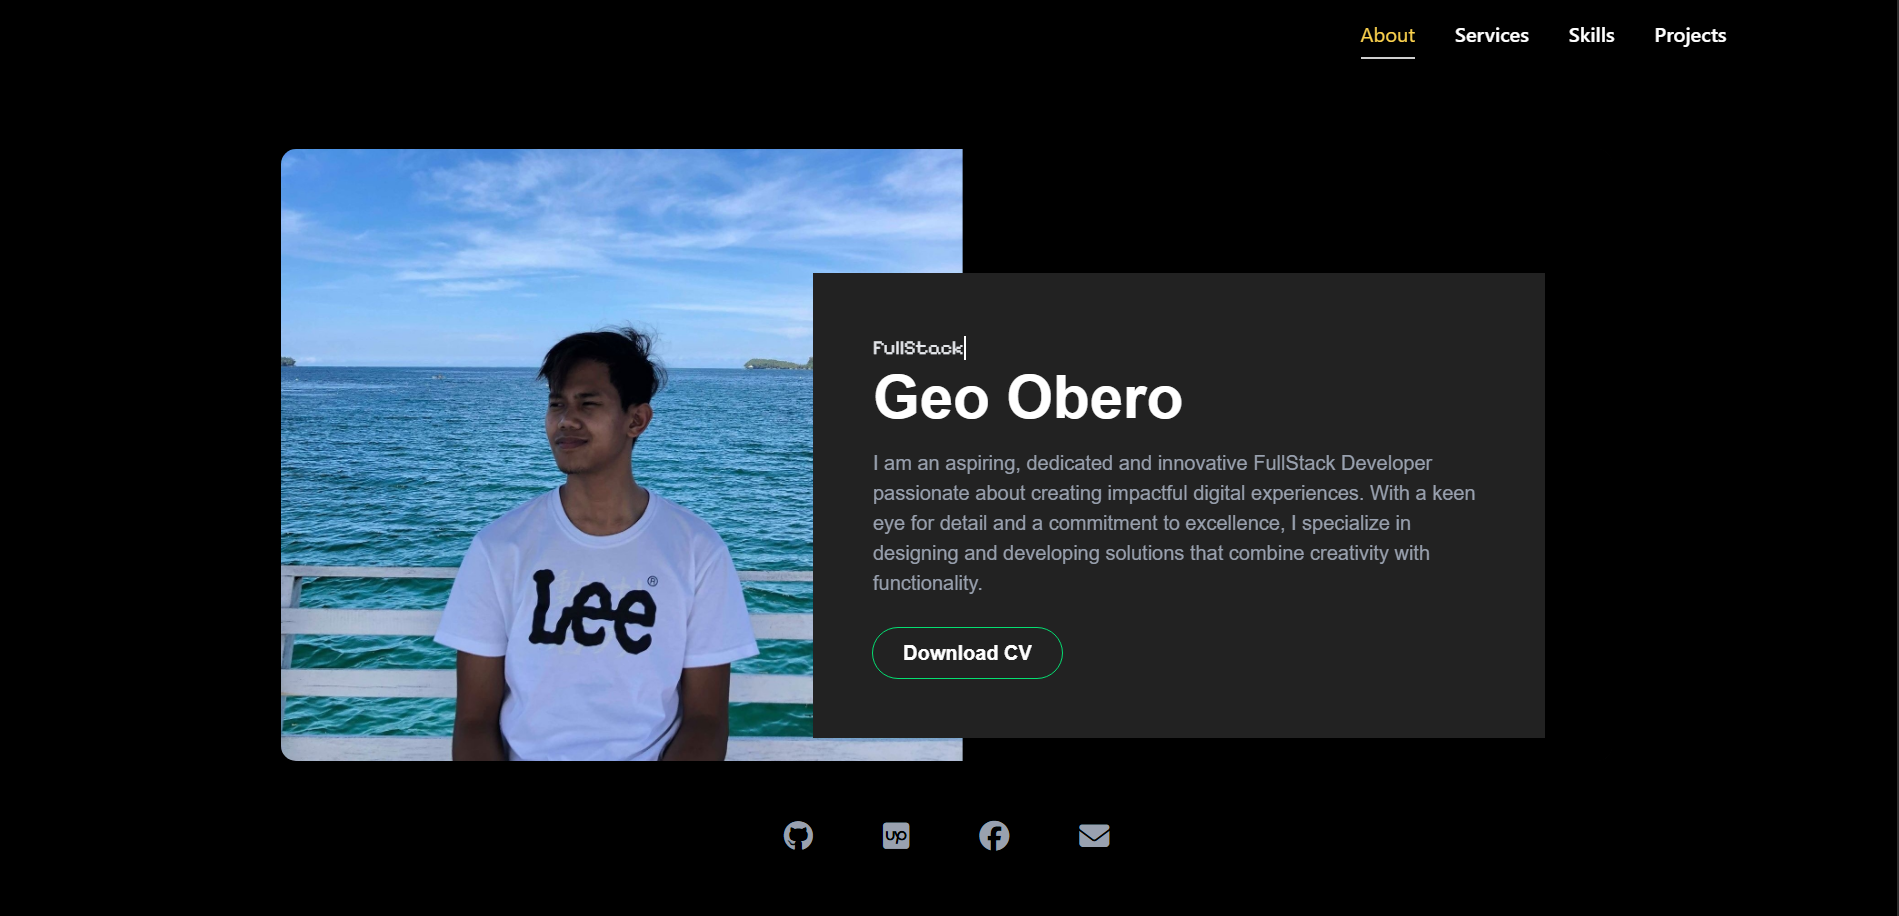 About Services Skills Projects
FullStack
Geo Obero
I am an aspiring, dedicated and innovative FullStack Developer
passionate about creating impactful digital experiences. With a keen
eye for detail and a commitment to excellence, I specialize in
designing and developing solutions that combine creativity with
functionality.
Lee®
Download CV
up